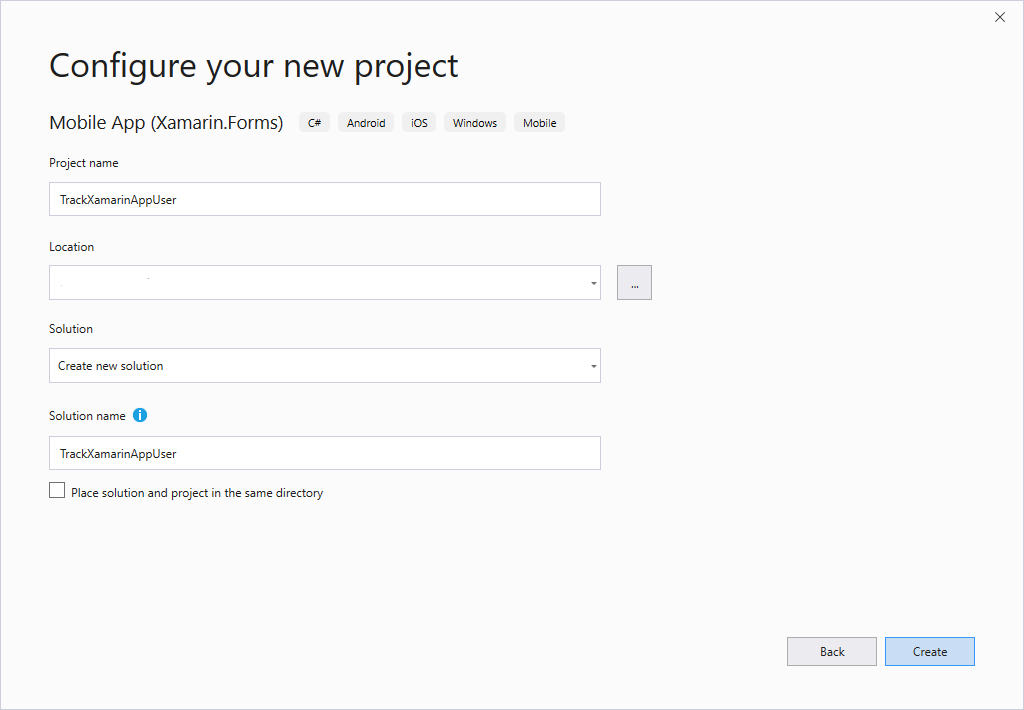 Configure your new project
Mobile App (Xamarin.Forms) C# Android iOS Windows Mobile
Project name
TrackXamarinAppUser
Location
...
Solution
Create new solution
Solution name
TrackXamarinAppUser
Place solution and project in the same directory
Back Create